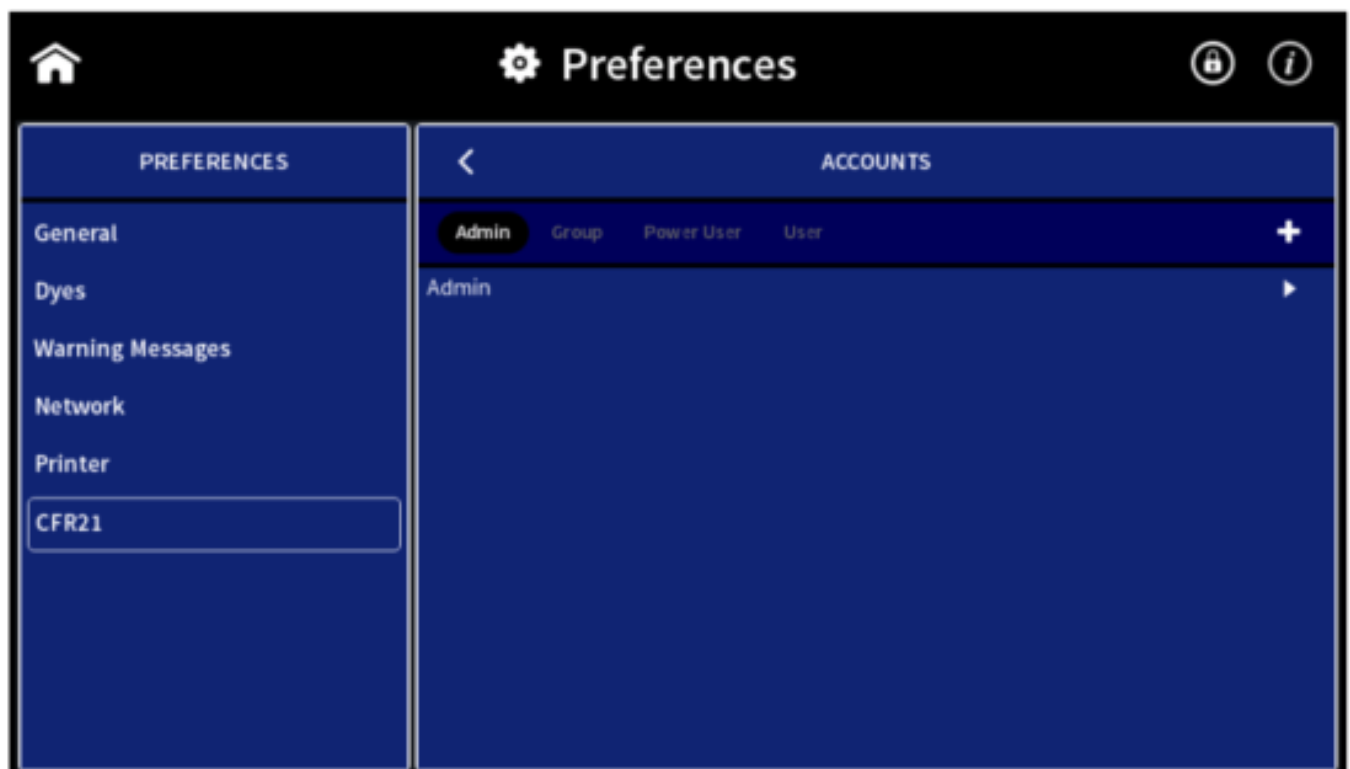 Preferences
PREFERENCES
General
Dyes
Warning Messages
Network
Printer
CFR21
ACCOUNTS
Admin Group Power User User
Admin